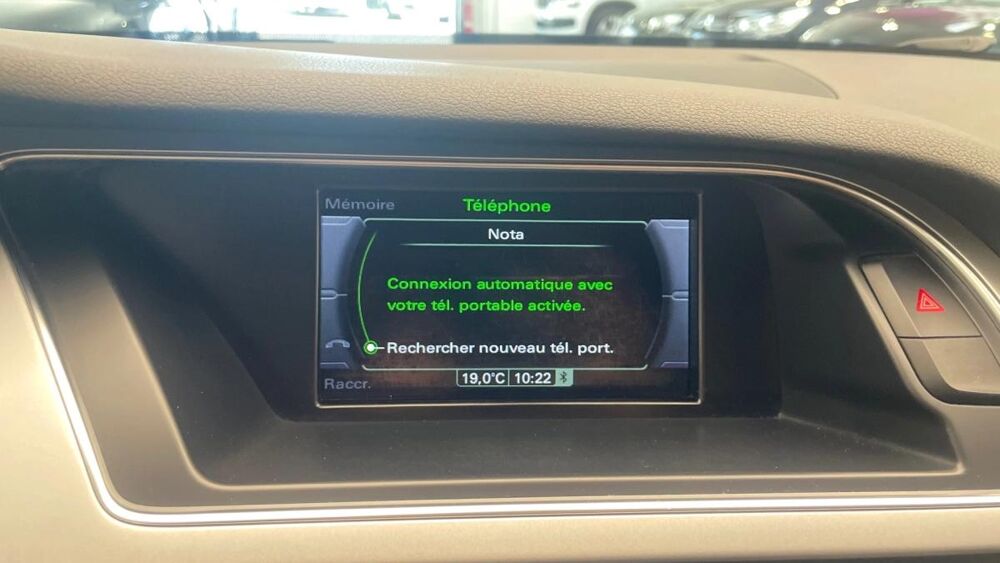 Mémoire
Téléphone
Nota
Connexion automatique avec
votre tél. portable activée.
Rechercher nouveau tél. port.
Raccr.
19,0°C 10:22